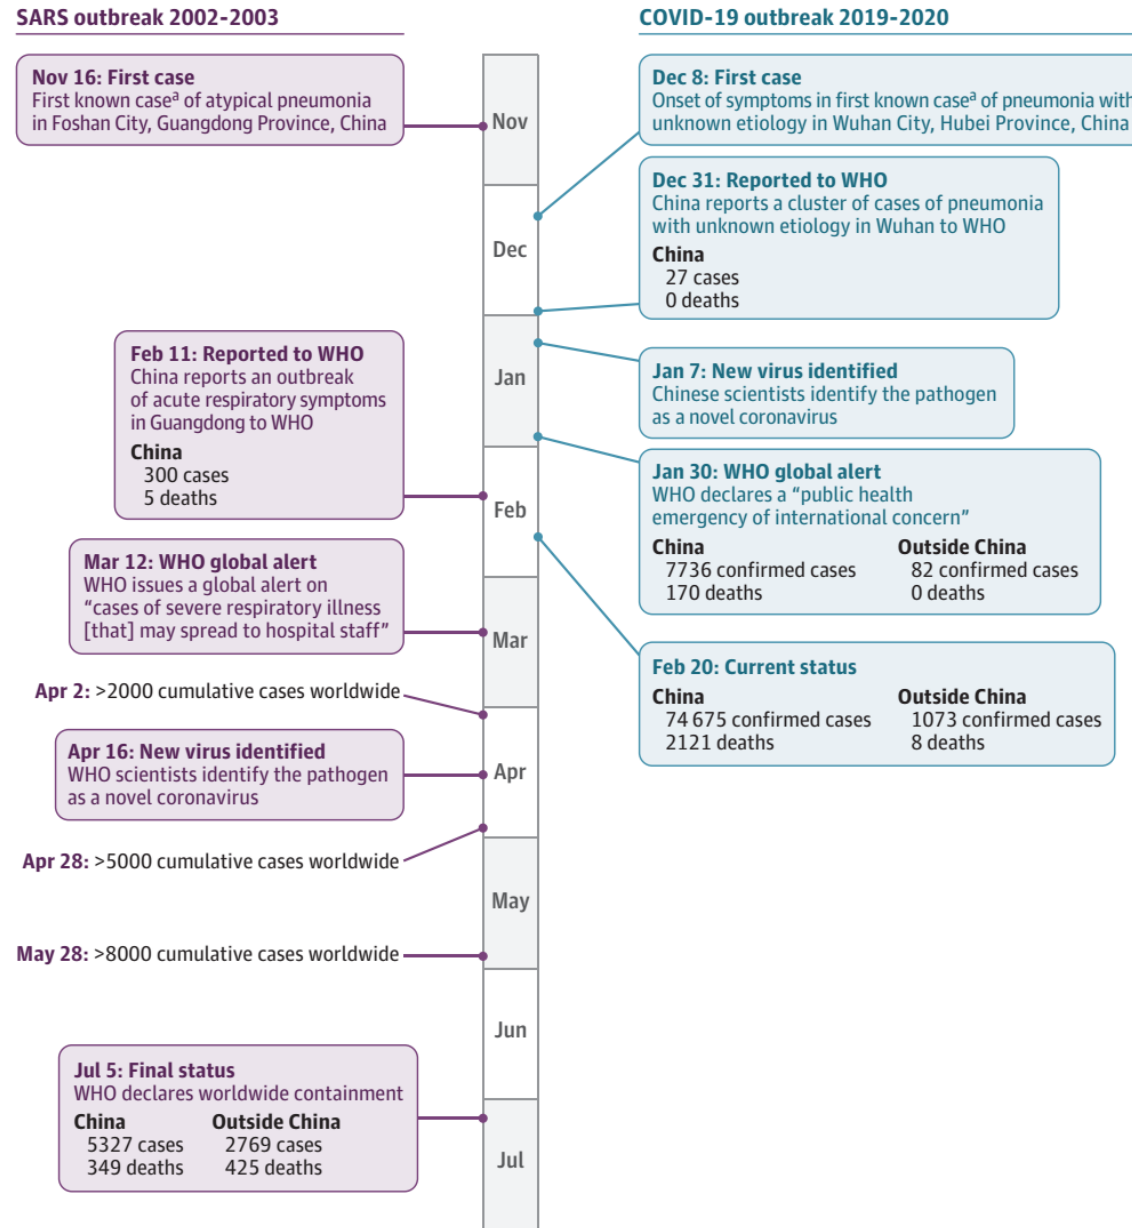 SARS outbreak 2002-2003
Nov 16: First case
First known caseᵃ of atypical pneumonia
in Foshan City, Guangdong Province, China
Feb 11: Reported to WHO
China reports an outbreak
of acute respiratory symptoms
in Guangdong to WHO
China
300 cases
5 deaths
Mar 12: WHO global alert
WHO issues a global alert on
“cases of severe respiratory illness
[that] may spread to hospital staff”
Apr 2: >2000 cumulative cases worldwide
Apr 16: New virus identified
WHO scientists identify the pathogen
as a novel coronavirus
Apr 28: >5000 cumulative cases worldwide
May 28: >8000 cumulative cases worldwide
Jul 5: Final status
WHO declares worldwide containment
China Outside China
5327 cases 2769 cases
349 deaths 425 deaths
Nov
Dec
Jan
Feb
Mar
Apr
May
Jun
Jul
COVID-19 outbreak 2019-2020
Dec 8: First case
Onset of symptoms in first known caseᵃ of pneumonia with
unknown etiology in Wuhan City, Hubei Province, China
Dec 31: Reported to WHO
China reports a cluster of cases of pneumonia
with unknown etiology in Wuhan to WHO
China
27 cases
0 deaths
Jan 7: New virus identified
Chinese scientists identify the pathogen
as a novel coronavirus
Jan 30: WHO global alert
WHO declares a “public health
emergency of international concern”
China Outside China
7736 confirmed cases 82 confirmed cases
170 deaths 0 deaths
Feb 20: Current status
China Outside China
74 675 confirmed cases 1073 confirmed cases
2121 deaths 8 deaths